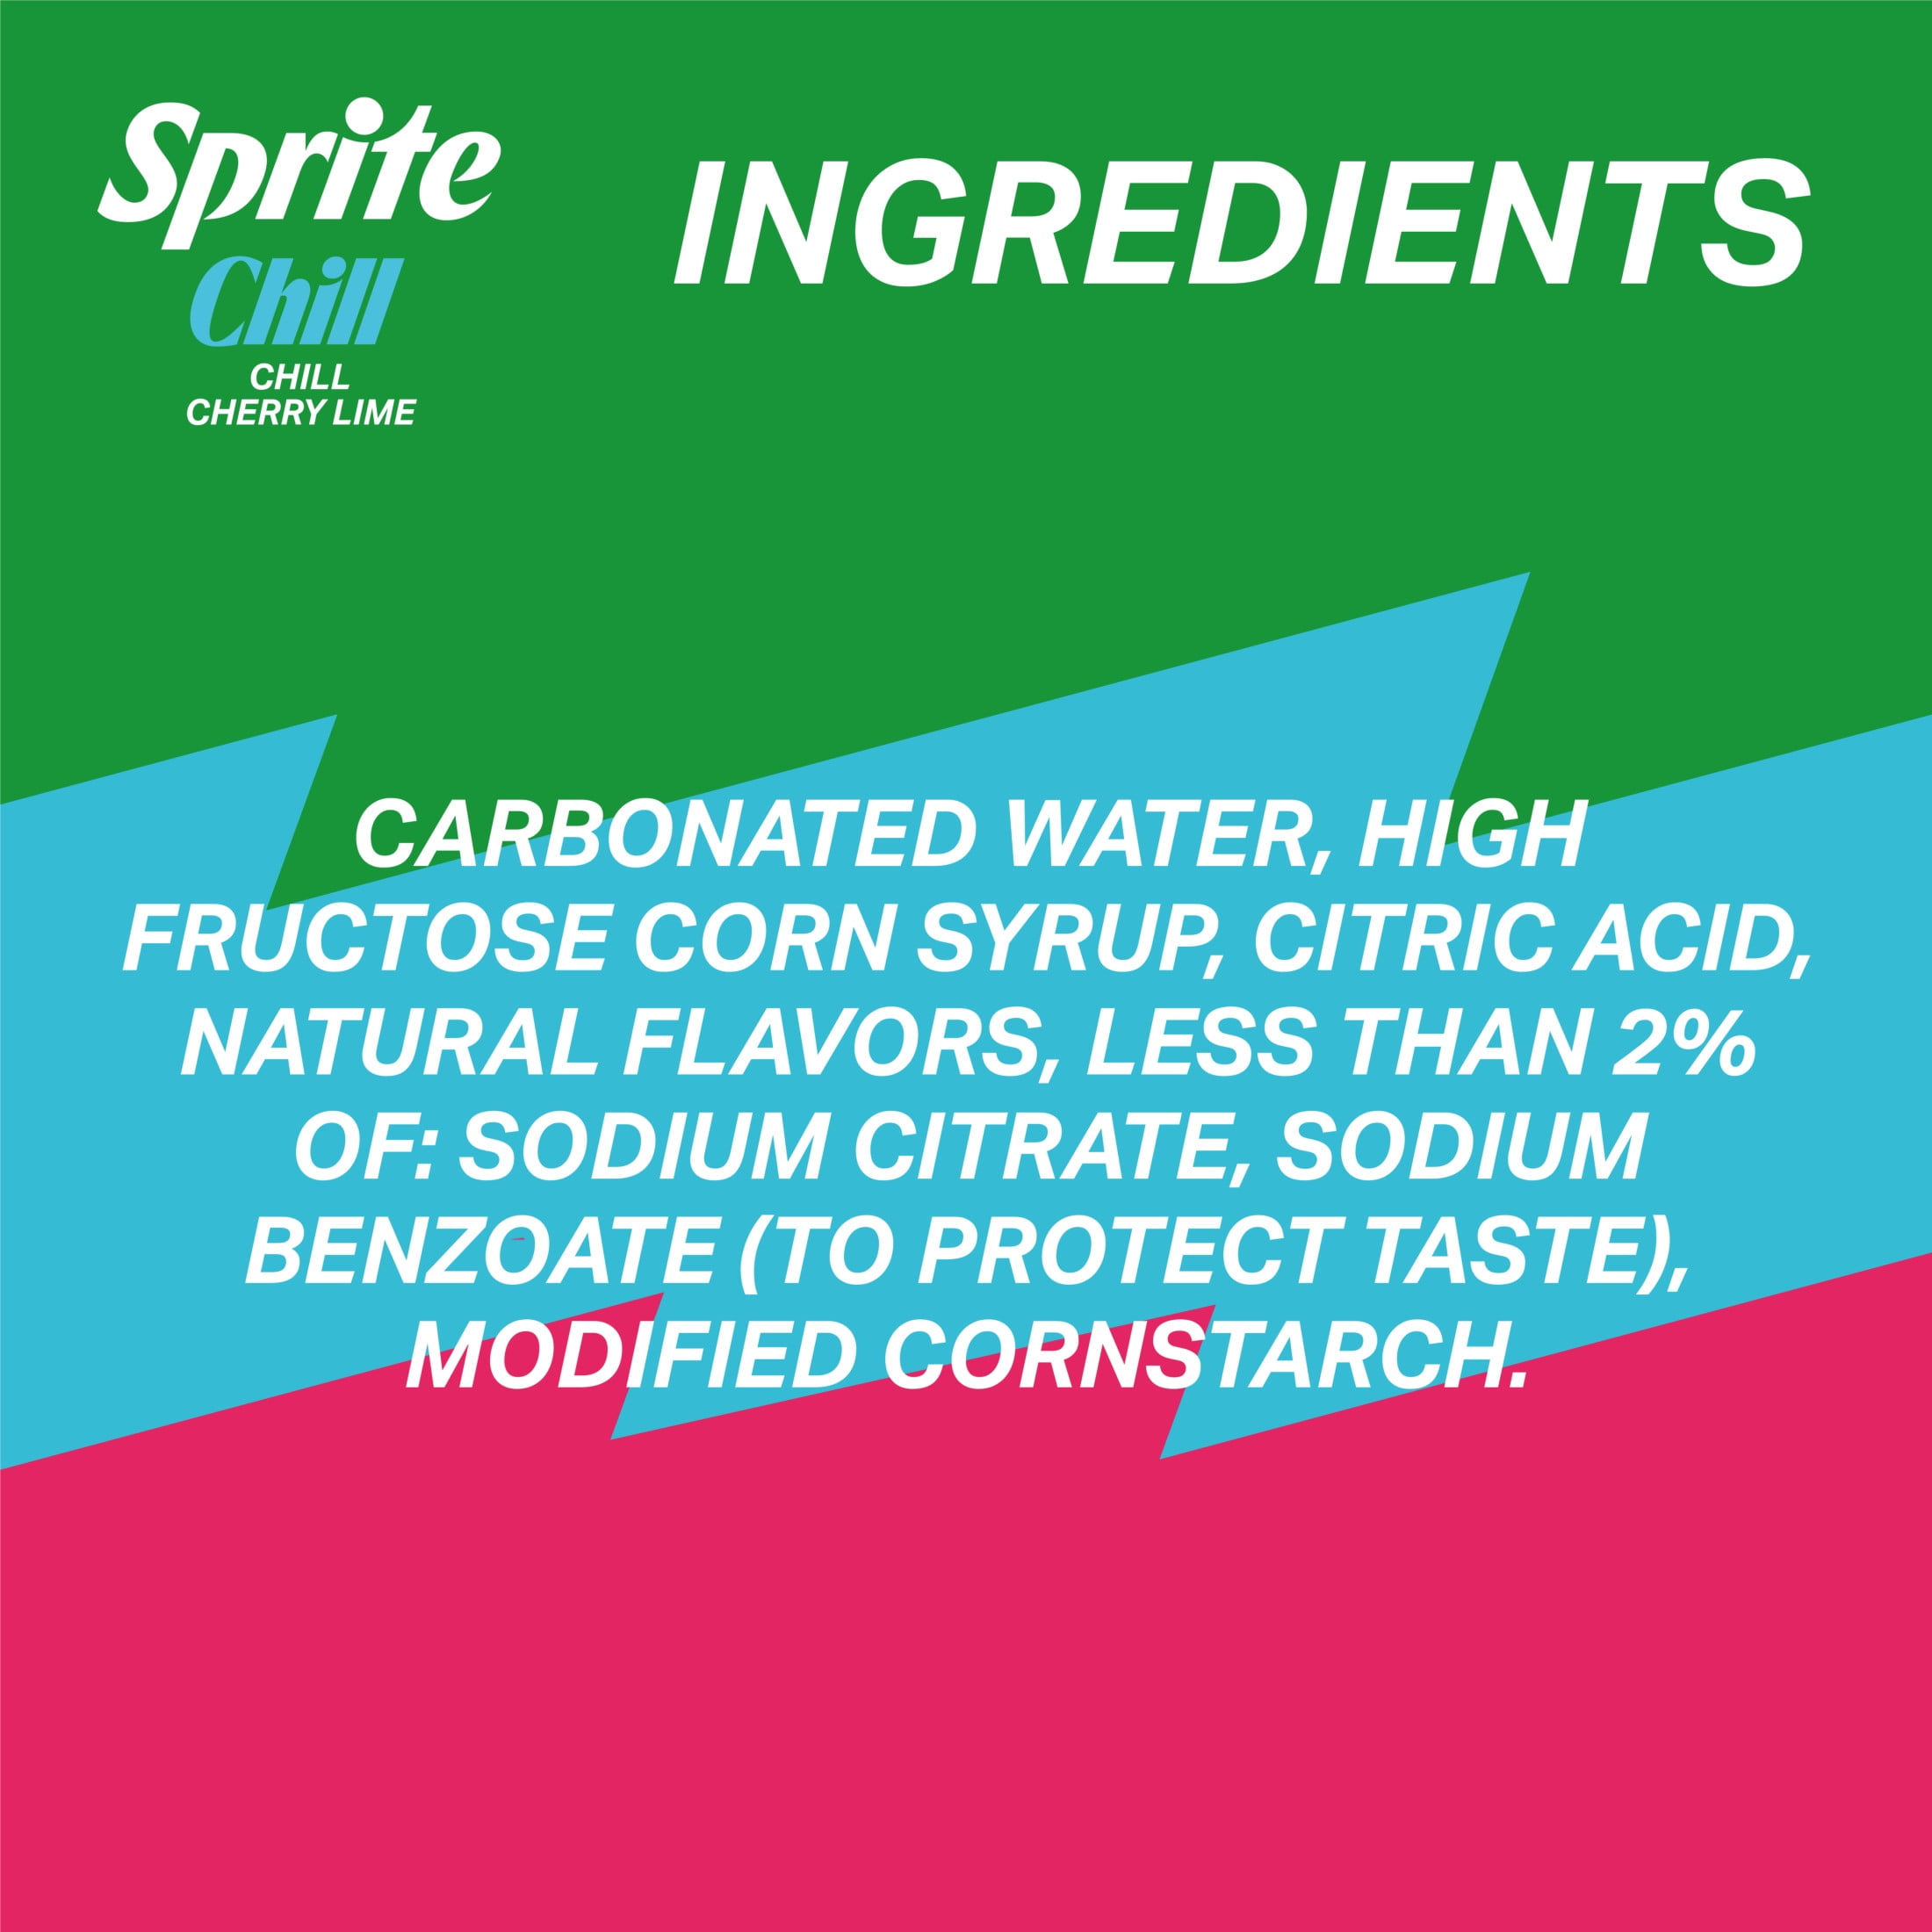 Sprite
Chill
CHILL
CHERRY LIME
INGREDIENTS
CARBONATED WATER, HIGH
FRUCTOSE CORN SYRUP, CITRIC ACID,
NATURAL FLAVORS, LESS THAN 2%
OF: SODIUM CITRATE, SODIUM
BENZOATE (TO PROTECT TASTE),
MODIFIED CORNSTARCH.